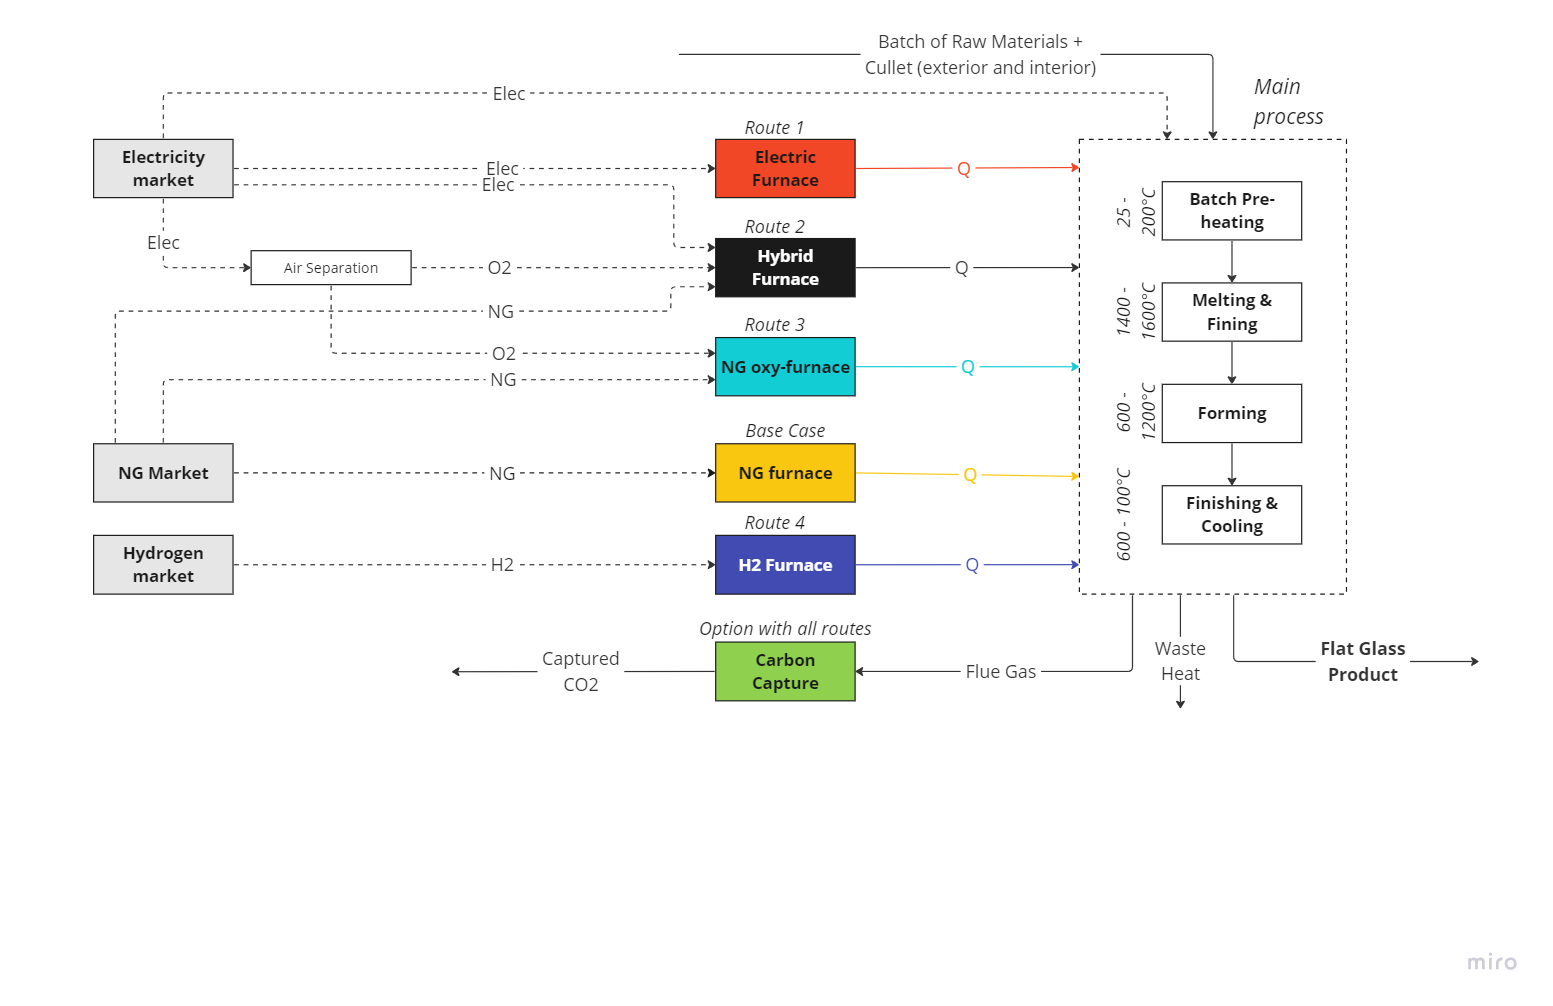 Batch of Raw Materials +
Cullet (exterior and interior)
Main
process
Elec
Electricity
market
Elec
Elec
Route 1
Electric
Furnace
Q
Elec
Air Separation
O2
Route 2
Hybrid
Furnace
Q
NG
Route 3
O2
NG
NG oxy-furnace
Q
Base Case
NG Market
NG
NG furnace
Q
Route 4
Hydrogen
market
H2
H2 Furnace
Q
25 -
200°C
Batch Pre-
heating
1400 -
1600°C
Melting &
Fining
600 -
1200°C
Forming
600 - 100°C
Finishing &
Cooling
Option with all routes
Captured
CO2
Carbon
Capture
Flue Gas
Waste
Heat
Flat Glass
Product
miro